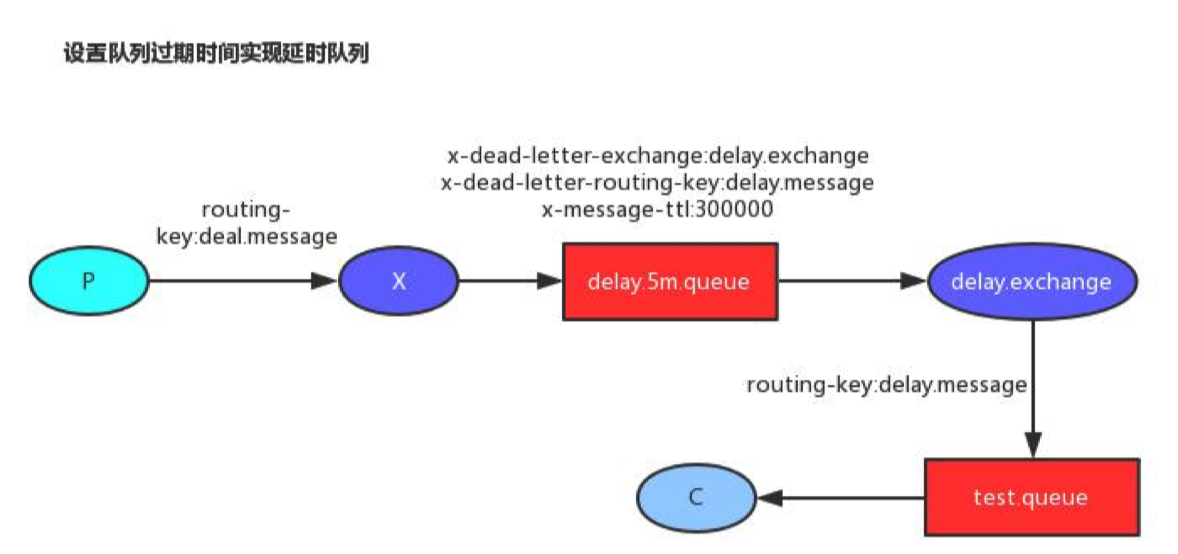 设置队列过期时间实现延时队列
x-dead-letter-exchange:delay.exchange
x-dead-letter-routing-key:delay.message
x-message-ttl:300000
routing-
key:deal.message
P
X
delay.5m.queue
delay.exchange
routing-key:delay.message
C
test.queue